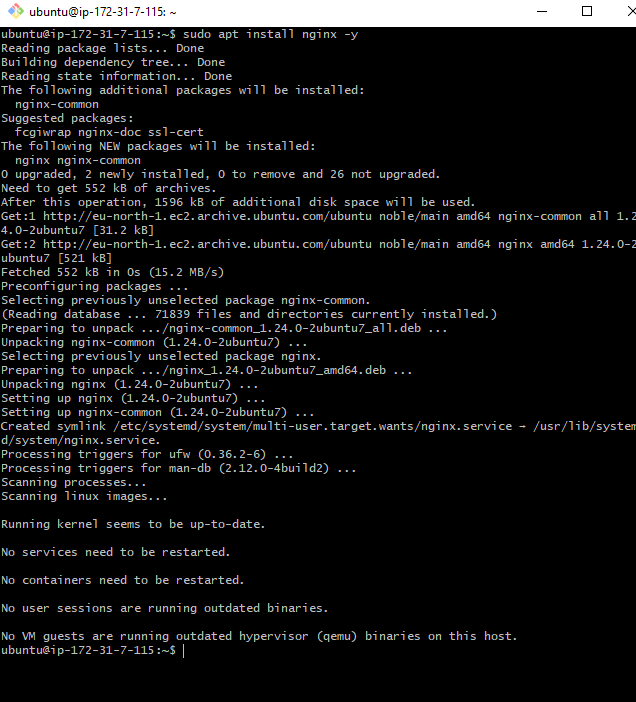 ubuntu@ip-172-31-7-115: ~
ubuntu@ip-172-31-7-115:~$ sudo apt install nginx -y
Reading package lists... Done
Building dependency tree... Done
Reading state information... Done
The following additional packages will be installed:
  nginx-common
Suggested packages:
  fcgiwrap nginx-doc ssl-cert
The following NEW packages will be installed:
  nginx nginx-common
0 upgraded, 2 newly installed, 0 to remove and 26 not upgraded.
Need to get 552 kB of archives.
After this operation, 1596 kB of additional disk space will be used.
Get:1 http://eu-north-1.ec2.archive.ubuntu.com/ubuntu noble/main amd64 nginx-common all 1.2
4.0-2ubuntu7 [31.2 kB]
Get:2 http://eu-north-1.ec2.archive.ubuntu.com/ubuntu noble/main amd64 nginx amd64 1.24.0-2
ubuntu7 [521 kB]
Fetched 552 kB in 0s (15.2 MB/s)
Preconfiguring packages ...
Selecting previously unselected package nginx-common.
(Reading database ... 71839 files and directories currently installed.)
Preparing to unpack .../nginx-common_1.24.0-2ubuntu7_all.deb ...
Unpacking nginx-common (1.24.0-2ubuntu7) ...
Selecting previously unselected package nginx.
Preparing to unpack .../nginx_1.24.0-2ubuntu7_amd64.deb ...
Unpacking nginx (1.24.0-2ubuntu7) ...
Setting up nginx (1.24.0-2ubuntu7) ...
Setting up nginx-common (1.24.0-2ubuntu7) ...
Created symlink /etc/systemd/system/multi-user.target.wants/nginx.service → /usr/lib/system
d/system/nginx.service.
Processing triggers for ufw (0.36.2-6) ...
Processing triggers for man-db (2.12.0-4build2) ...
Scanning processes...
Scanning linux images...

Running kernel seems to be up-to-date.

No services need to be restarted.

No containers need to be restarted.

No user sessions are running outdated binaries.

No VM guests are running outdated hypervisor (qemu) binaries on this host.
ubuntu@ip-172-31-7-115:~$